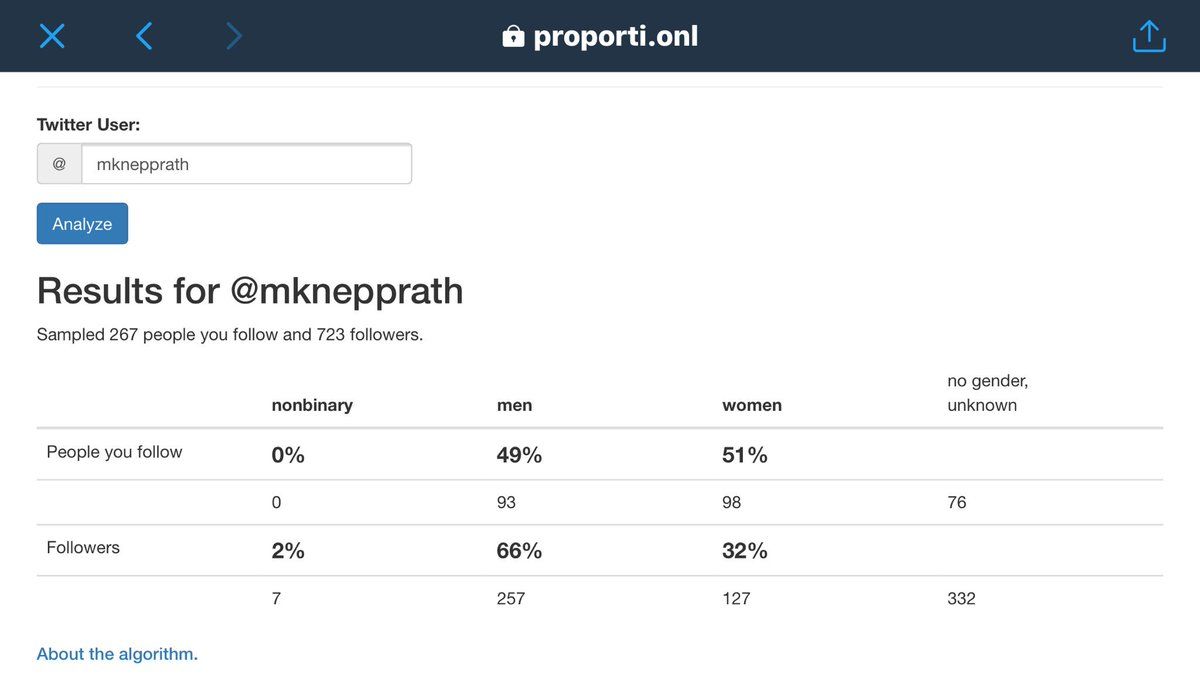 proporti.onl
Twitter User:
@ mknepprath
Analyze
Results for @mknepprath
Sampled 267 people you follow and 723 followers.
no gender,
nonbinary men women unknown
People you follow 0% 49% 51%
0 93 98 76
Followers 2% 66% 32%
7 257 127 332
About the algorithm.